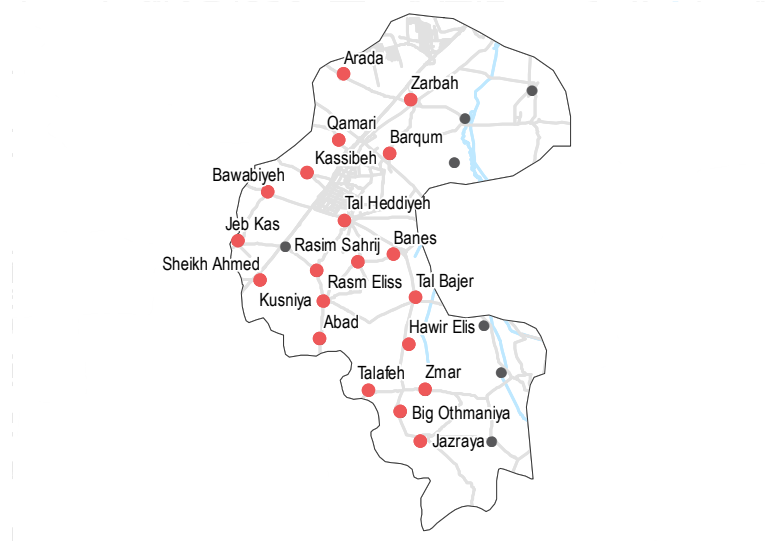 Arada
Zarbah
Qamari
Barqum
Kassibeh
Bawabiyeh
Tal Heddiyeh
Jeb Kas
Rasim Sahrij
Banes
Sheikh Ahmed
Rasm Eliss
Tal Bajer
Kusniya
Abad
Hawir Elis
Talafeh
Zmar
Big Othmaniya
Jazraya